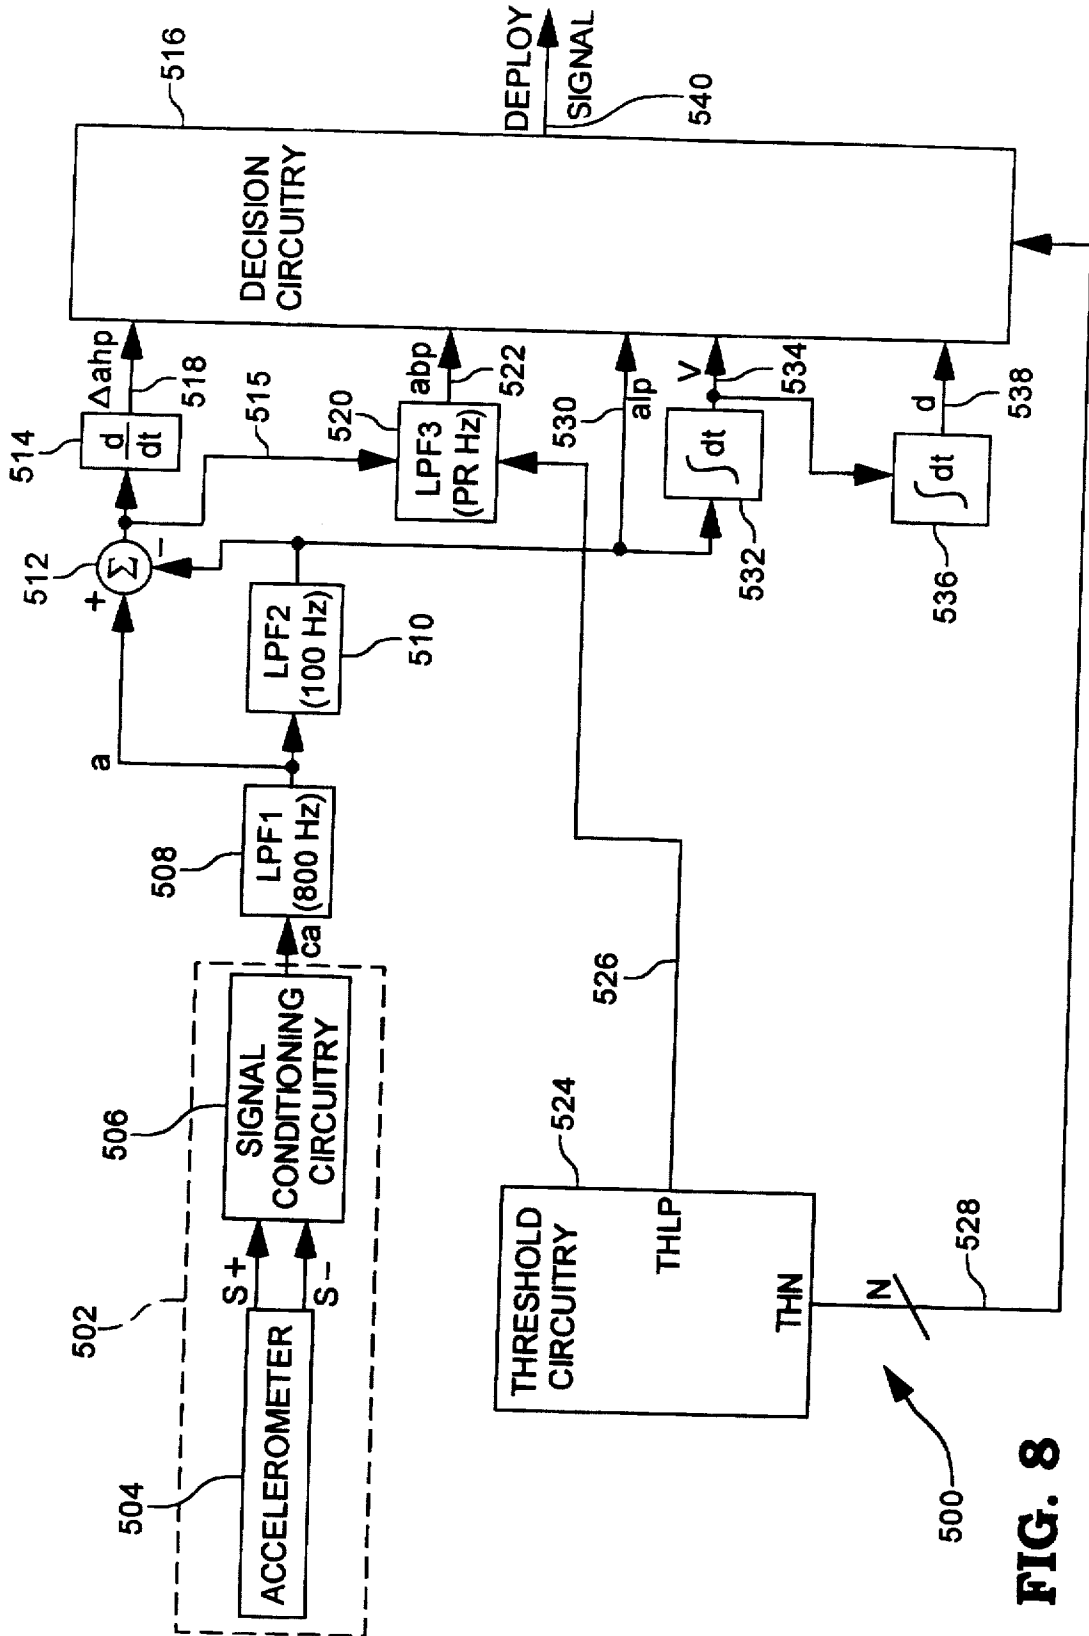 502
504
ACCELEROMETER
S+
S-
506
SIGNAL
CONDITIONING
CIRCUITRY
ca
508
LPF1
(800 Hz)
a
LPF2
(100 Hz)
510
512
+
Σ
-
514
d
dt
Δahp
518
515
520
LPF3
(PR Hz)
abp
522
530
alp
∫dt
532
V
534
∫dt
536
d
538
DECISION
CIRCUITRY
516
DEPLOY
SIGNAL
540
THRESHOLD
CIRCUITRY
524
THLP
526
THN
N
528
500
FIG. 8